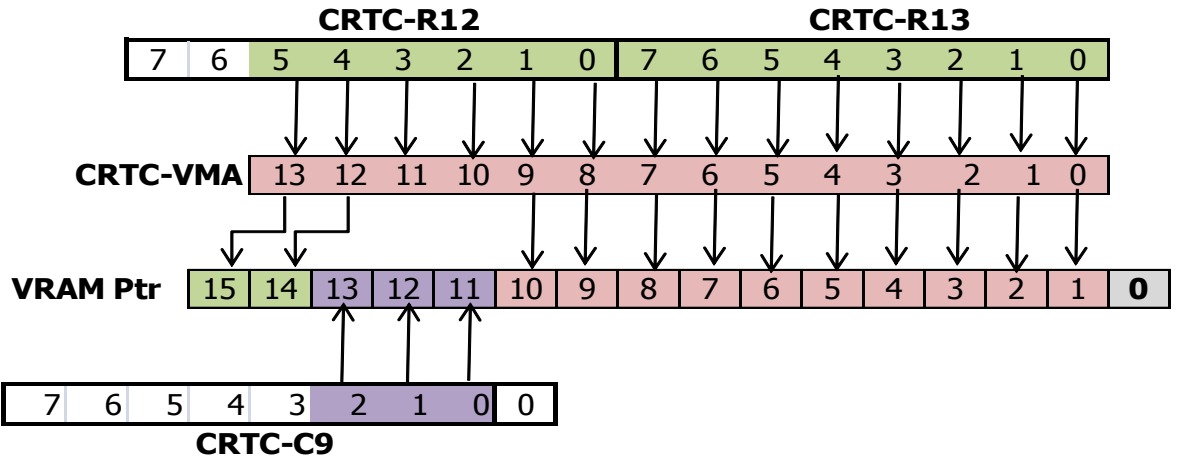 CRTC-R12 CRTC-R13
7 6 5 4 3 2 1 0 7 6 5 4 3 2 1 0
CRTC-VMA 13 12 11 10 9 8 7 6 5 4 3 2 1 0
VRAM Ptr 15 14 13 12 11 10 9 8 7 6 5 4 3 2 1 0
7 6 5 4 3 2 1 0 0
CRTC-C9